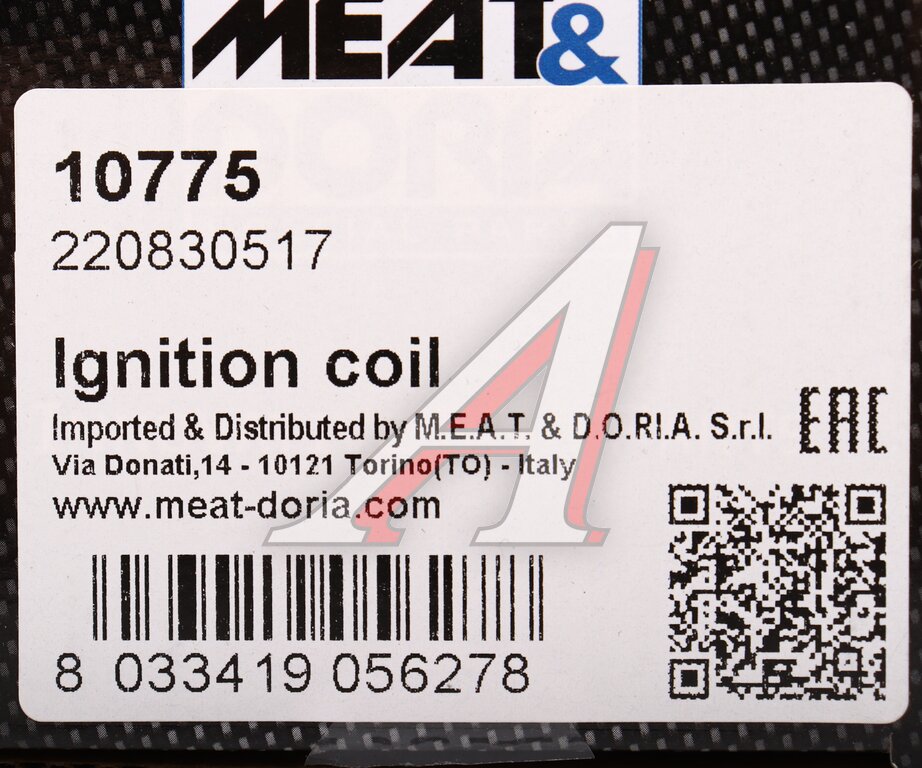 MEAT&
10775
220830517
Ignition coil
Imported & Distributed by M.E.A.T. & D.O.RI.A. S.r.l.
EAC
Via Donati,14 - 10121 Torino(TO) - Italy
www.meat-doria.com
8 033419 056278